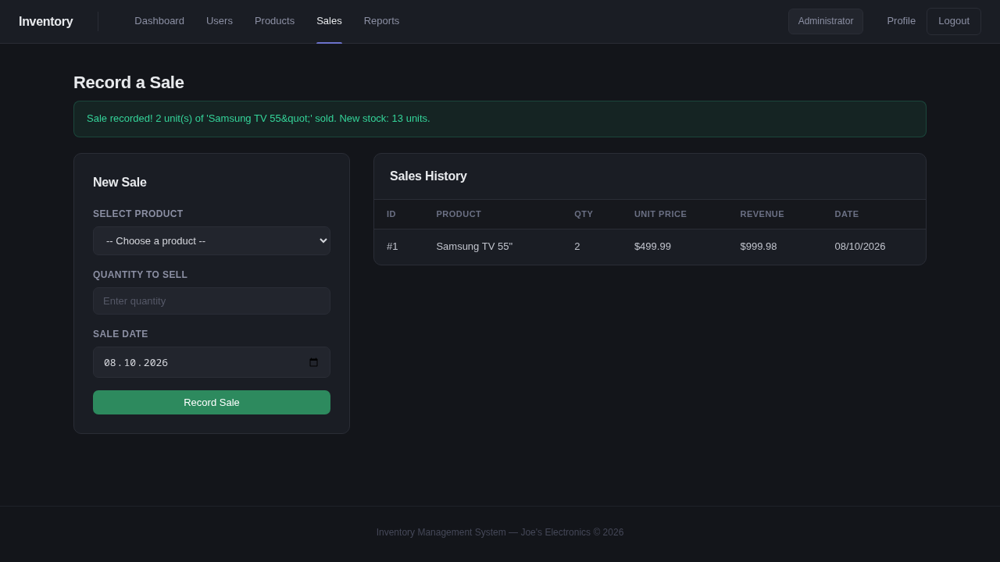 Inventory
Dashboard Users Products Sales Reports
Administrator Profile Logout
Record a Sale
Sale recorded! 2 unit(s) of 'Samsung TV 55&quot;' sold. New stock: 13 units.
New Sale
SELECT PRODUCT
-- Choose a product --
QUANTITY TO SELL
Enter quantity
SALE DATE
08.10.2026
Record Sale
Sales History
ID PRODUCT QTY UNIT PRICE REVENUE DATE
#1 Samsung TV 55" 2 $499.99 $999.98 08/10/2026
Inventory Management System — Joe's Electronics © 2026